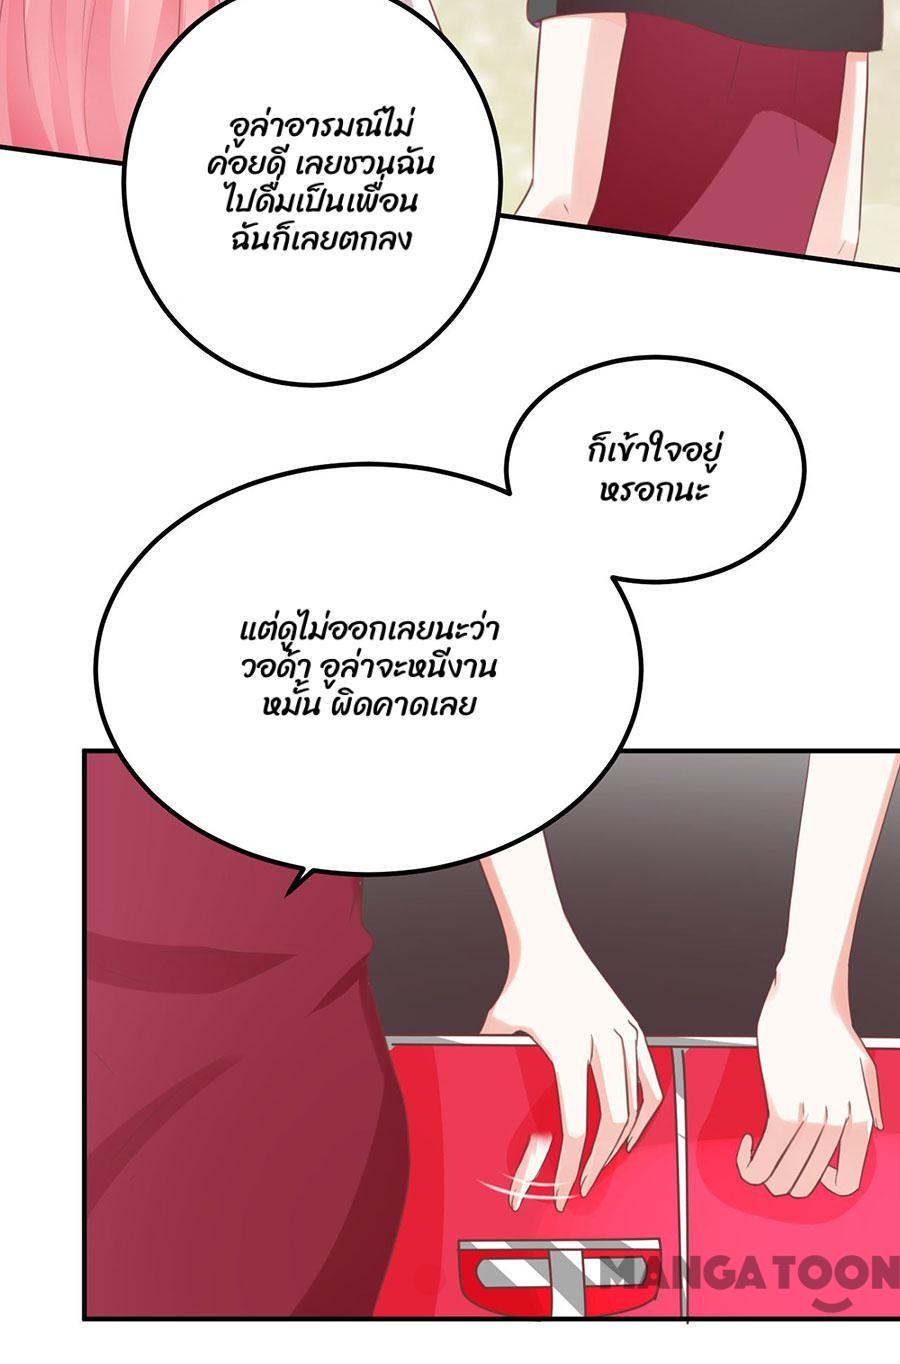 อูล่าอารมณ์ไม่
ค่อยดี เลยชวนฉัน
ไปดื่มเป็นเพื่อน
ฉันก็เลยตกลง
ก็เข้าใจอยู่
หรอกนะ
แต่ดูไม่ออกเลยนะว่า
วอด้า อูล่าจะหนีงาน
หมั้น ผิดคาดเลย
MANGATOON